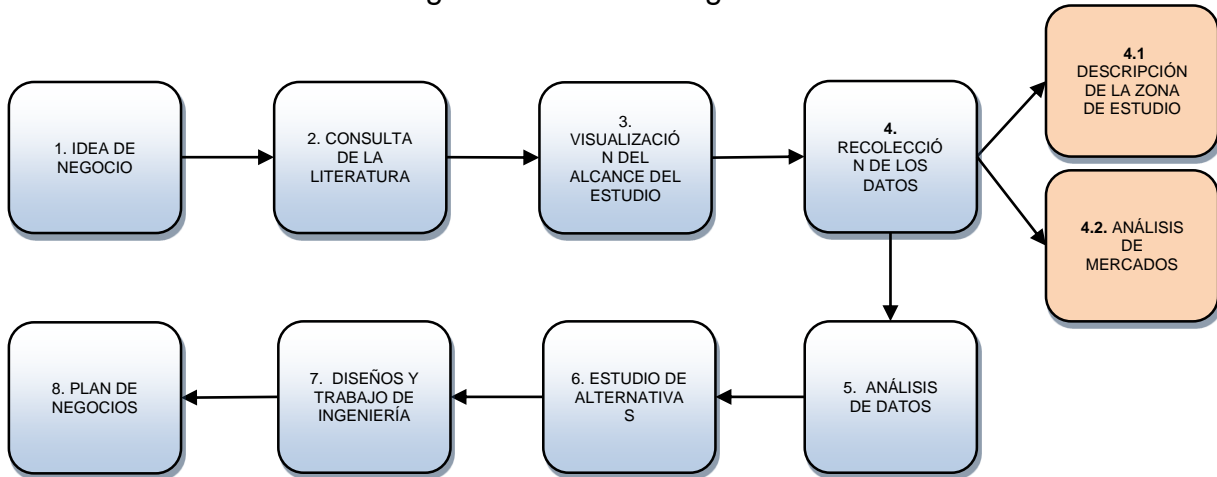 1. IDEA DE
NEGOCIO
2. CONSULTA
DE LA
LITERATURA
3.
VISUALIZACIÓ
N DEL
ALCANCE DEL
ESTUDIO
4.
RECOLECCIÓ
N DE LOS
DATOS
4.1
DESCRIPCIÓN
DE LA ZONA
DE ESTUDIO
4.2. ANÁLISIS
DE
MERCADOS
5. ANÁLISIS
DE DATOS
6. ESTUDIO DE
ALTERNATIVA
S
7. DISEÑOS Y
TRABAJO DE
INGENIERÍA
8. PLAN DE
NEGOCIOS